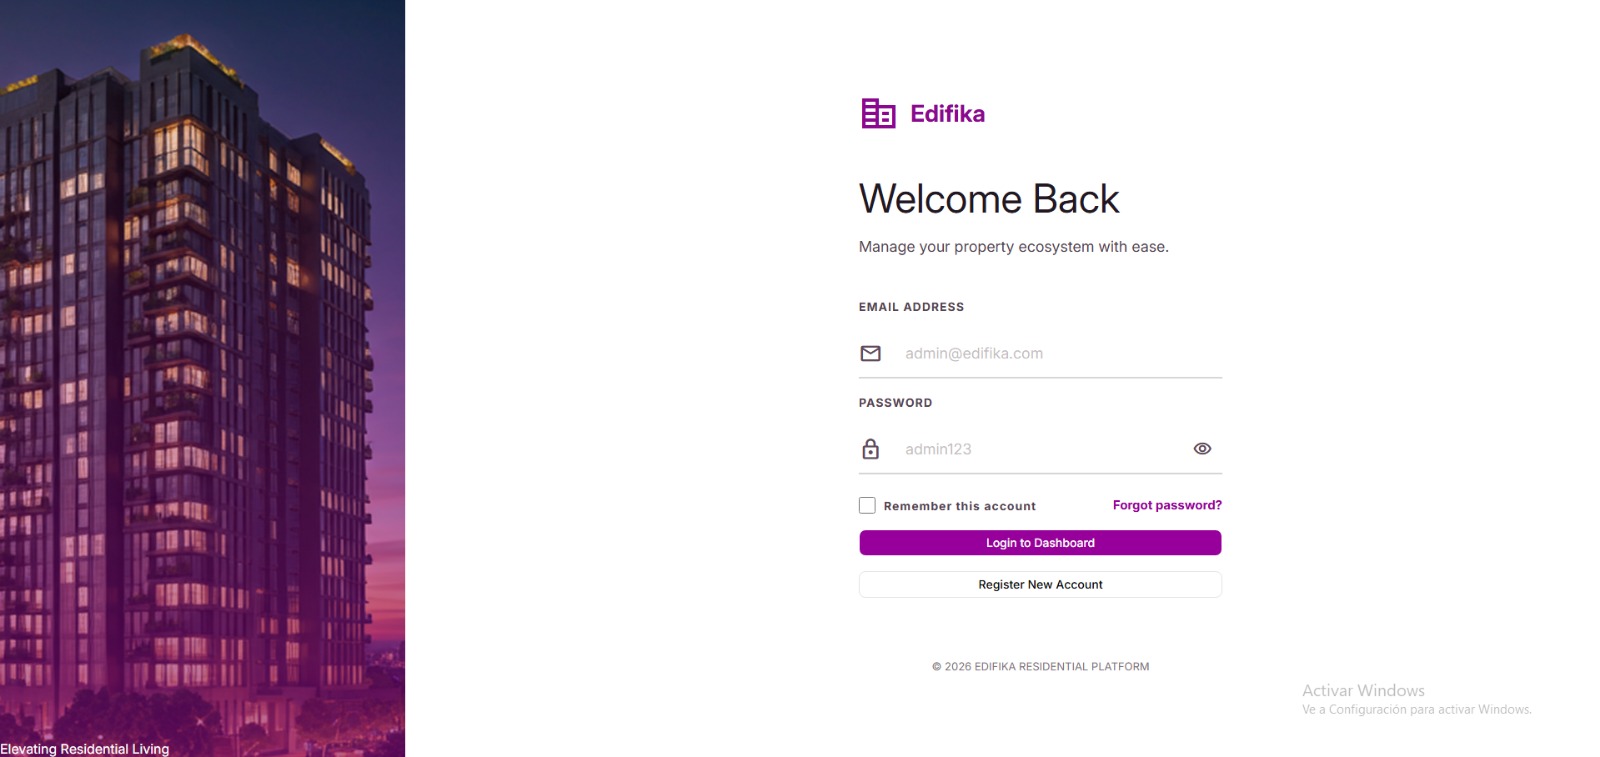 Edifika
Welcome Back
Manage your property ecosystem with ease.
EMAIL ADDRESS
admin@edifika.com
PASSWORD
admin123
Remember this account
Forgot password?
Login to Dashboard
Register New Account
© 2026 EDIFIKA RESIDENTIAL PLATFORM
Activar Windows
Ve a Configuración para activar Windows.
Elevating Residential Living